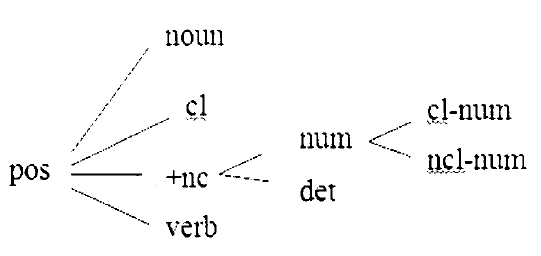 noun
cl
cl-num
num
ncl-num
pos
+nc
det
verb